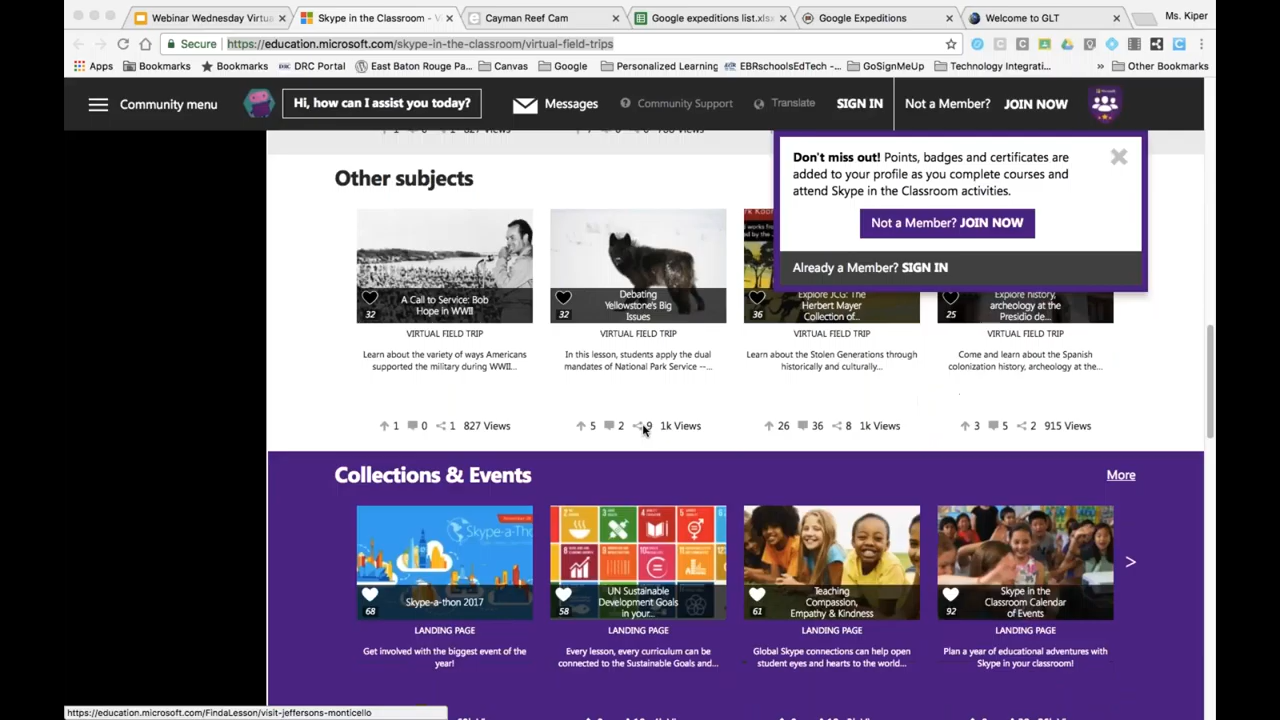 Webinar Wednesday Virtua
Skype in the Classroom - V
Cayman Reef Cam
Google expeditions list.xlsx
Google Expeditions
Welcome to GLT
Ms. Kiper
Secure
https://education.microsoft.com/skype-in-the-classroom/virtual-field-trips
Apps
Bookmarks
Bookmarks
DRC Portal
East Baton Rouge Pa...
Canvas
Google
Personalized Learning
EBRschoolsEdTech -...
GoSignMeUp
Technology Integrati...
»
Other Bookmarks
Community menu
Hi, how can I assist you today?
Messages
Community Support
Translate
SIGN IN
Not a Member? JOIN NOW
Don't miss out! Points, badges and certificates are
added to your profile as you complete courses and
attend Skype in the Classroom activities.
Not a Member? JOIN NOW
Already a Member? SIGN IN
Other subjects
32
A Call to Service: Bob
Hope in WWII
VIRTUAL FIELD TRIP
Learn about the variety of ways Americans
supported the military during WWII...
1 0 1 827 Views
32
Debating
Yellowstone's Big
Issues
VIRTUAL FIELD TRIP
In this lesson, students apply the dual
mandates of National Park Service --...
5 2 9 1k Views
36
Explore JCG: The
Herbert Mayer
Collection of...
VIRTUAL FIELD TRIP
Learn about the Stolen Generations through
historically and culturally...
26 36 8 1k Views
25
Explore history,
archeology at the
Presidio de...
VIRTUAL FIELD TRIP
Come and learn about the Spanish
colonization history, archeology at the...
3 5 2 915 Views
Collections & Events
More
Skype-a-Th
68
Skype-a-thon 2017
LANDING PAGE
Get involved with the biggest event of the
year!
58
UN Sustainable
Development Goals
in your...
LANDING PAGE
Every lesson, every curriculum can be
connected to the Sustainable Goals and...
61
Teaching
Compassion,
Empathy & Kindness
LANDING PAGE
Global Skype connections can help open
student eyes and hearts to the world...
92
Skype in the
Classroom Calendar
of Events
LANDING PAGE
Plan a year of educational adventures with
Skype in your classroom!
>
https://education.microsoft.com/FindaLesson/visit-jeffersons-monticello